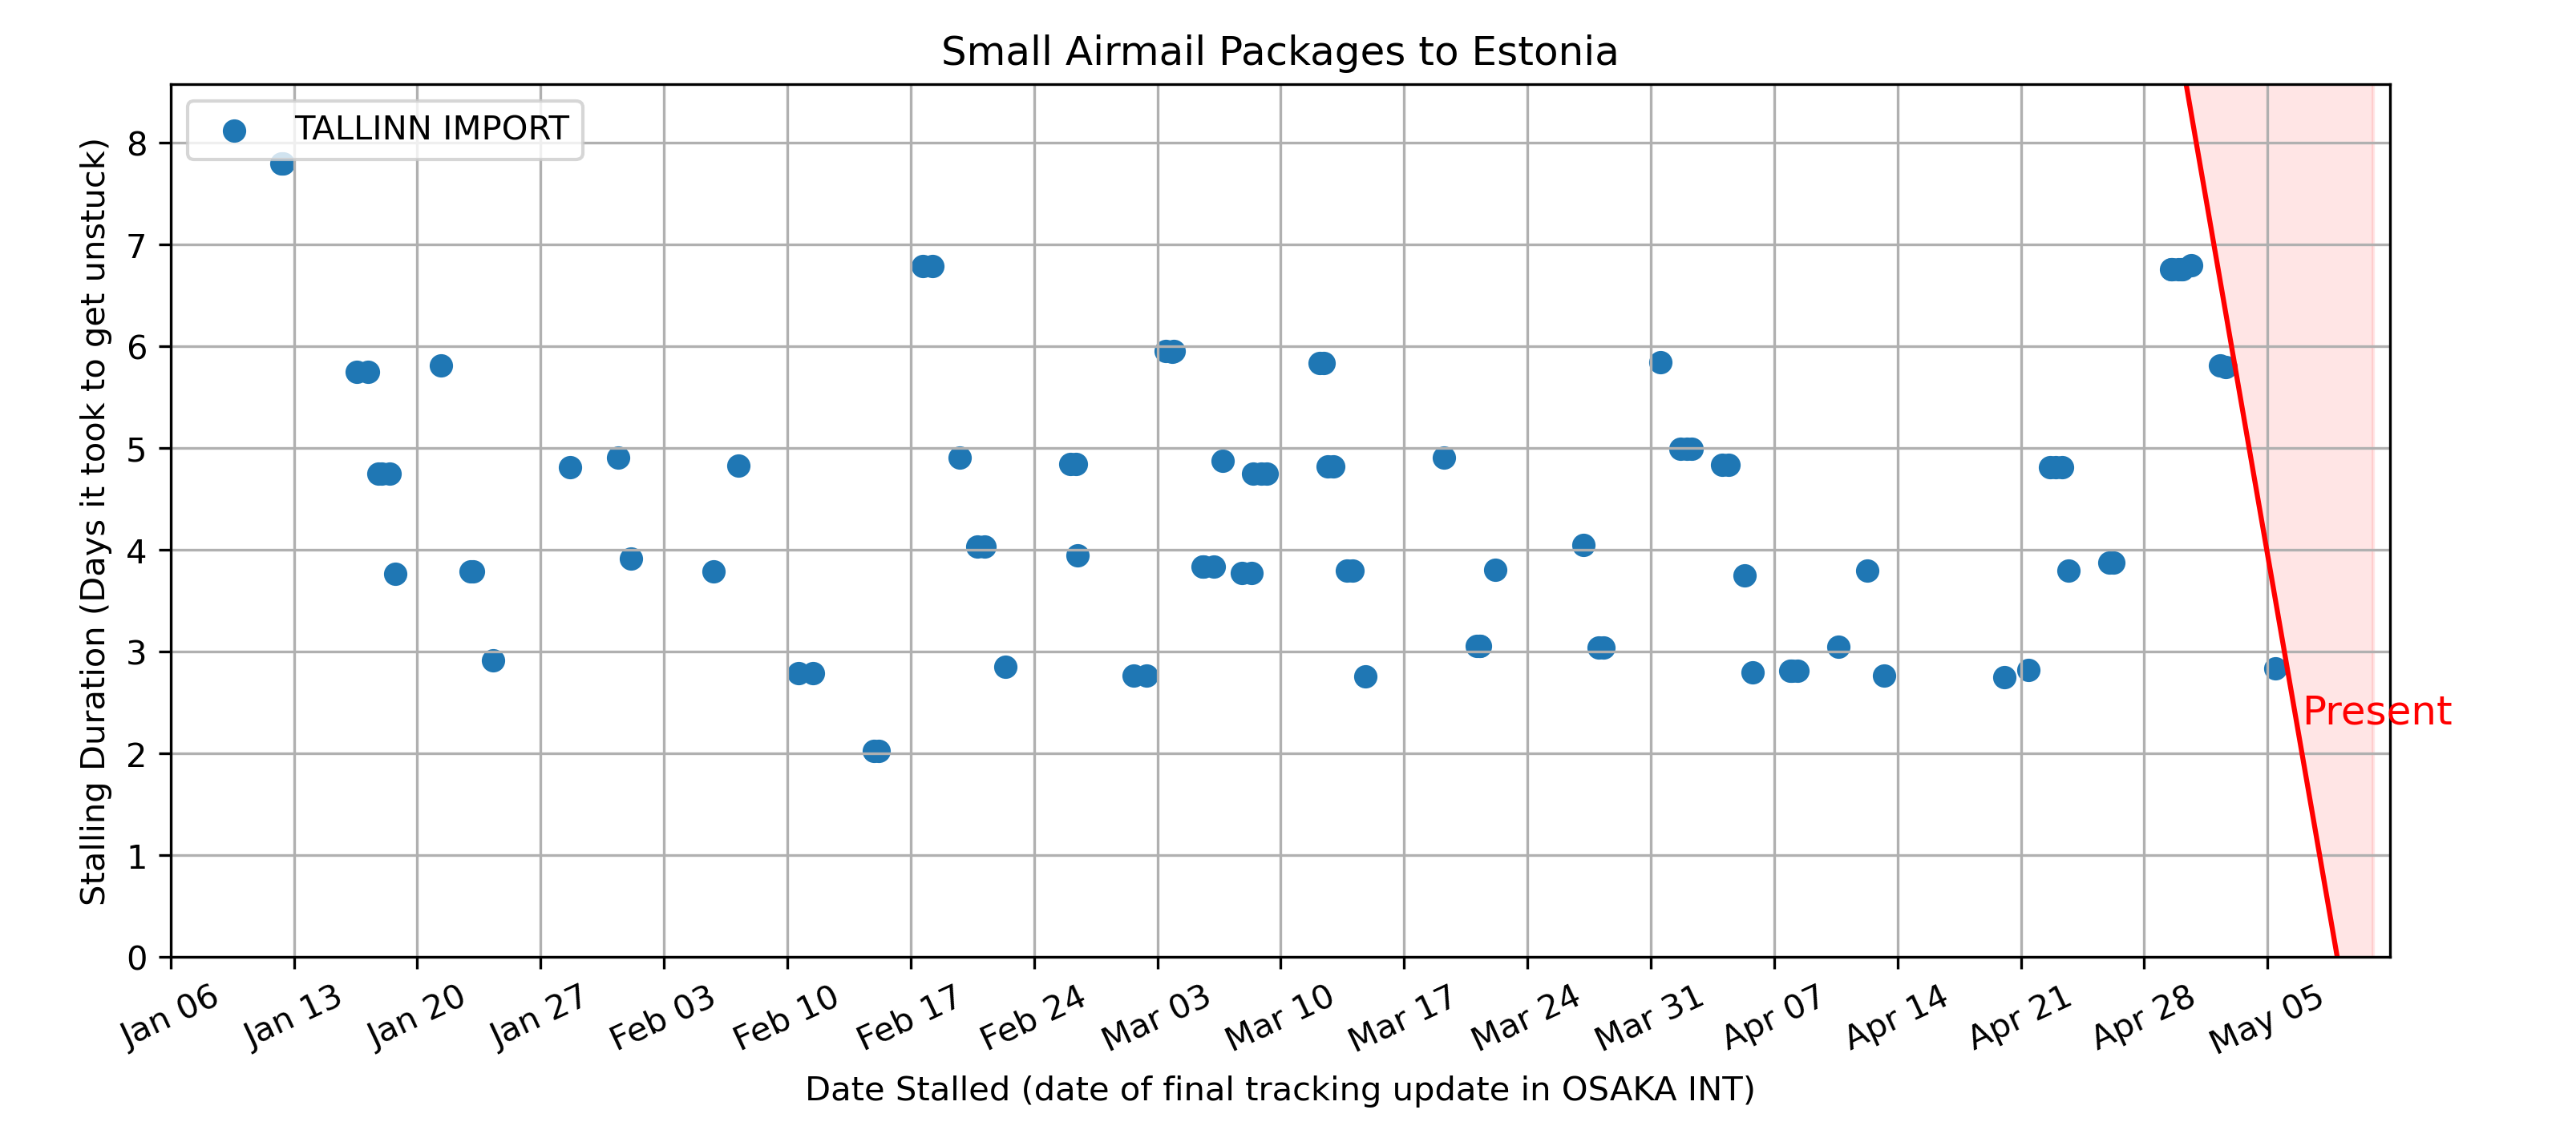 Small Airmail Packages to Estonia
TALLINN IMPORT
Stalling Duration (Days it took to get unstuck)
8
7
6
5
4
3
2
1
0
Present
Jan 06
Jan 13
Jan 20
Jan 27
Feb 03
Feb 10
Feb 17
Feb 24
Mar 03
Mar 10
Mar 17
Mar 24
Mar 31
Apr 07
Apr 14
Apr 21
Apr 28
May 05
Date Stalled (date of final tracking update in OSAKA INT)